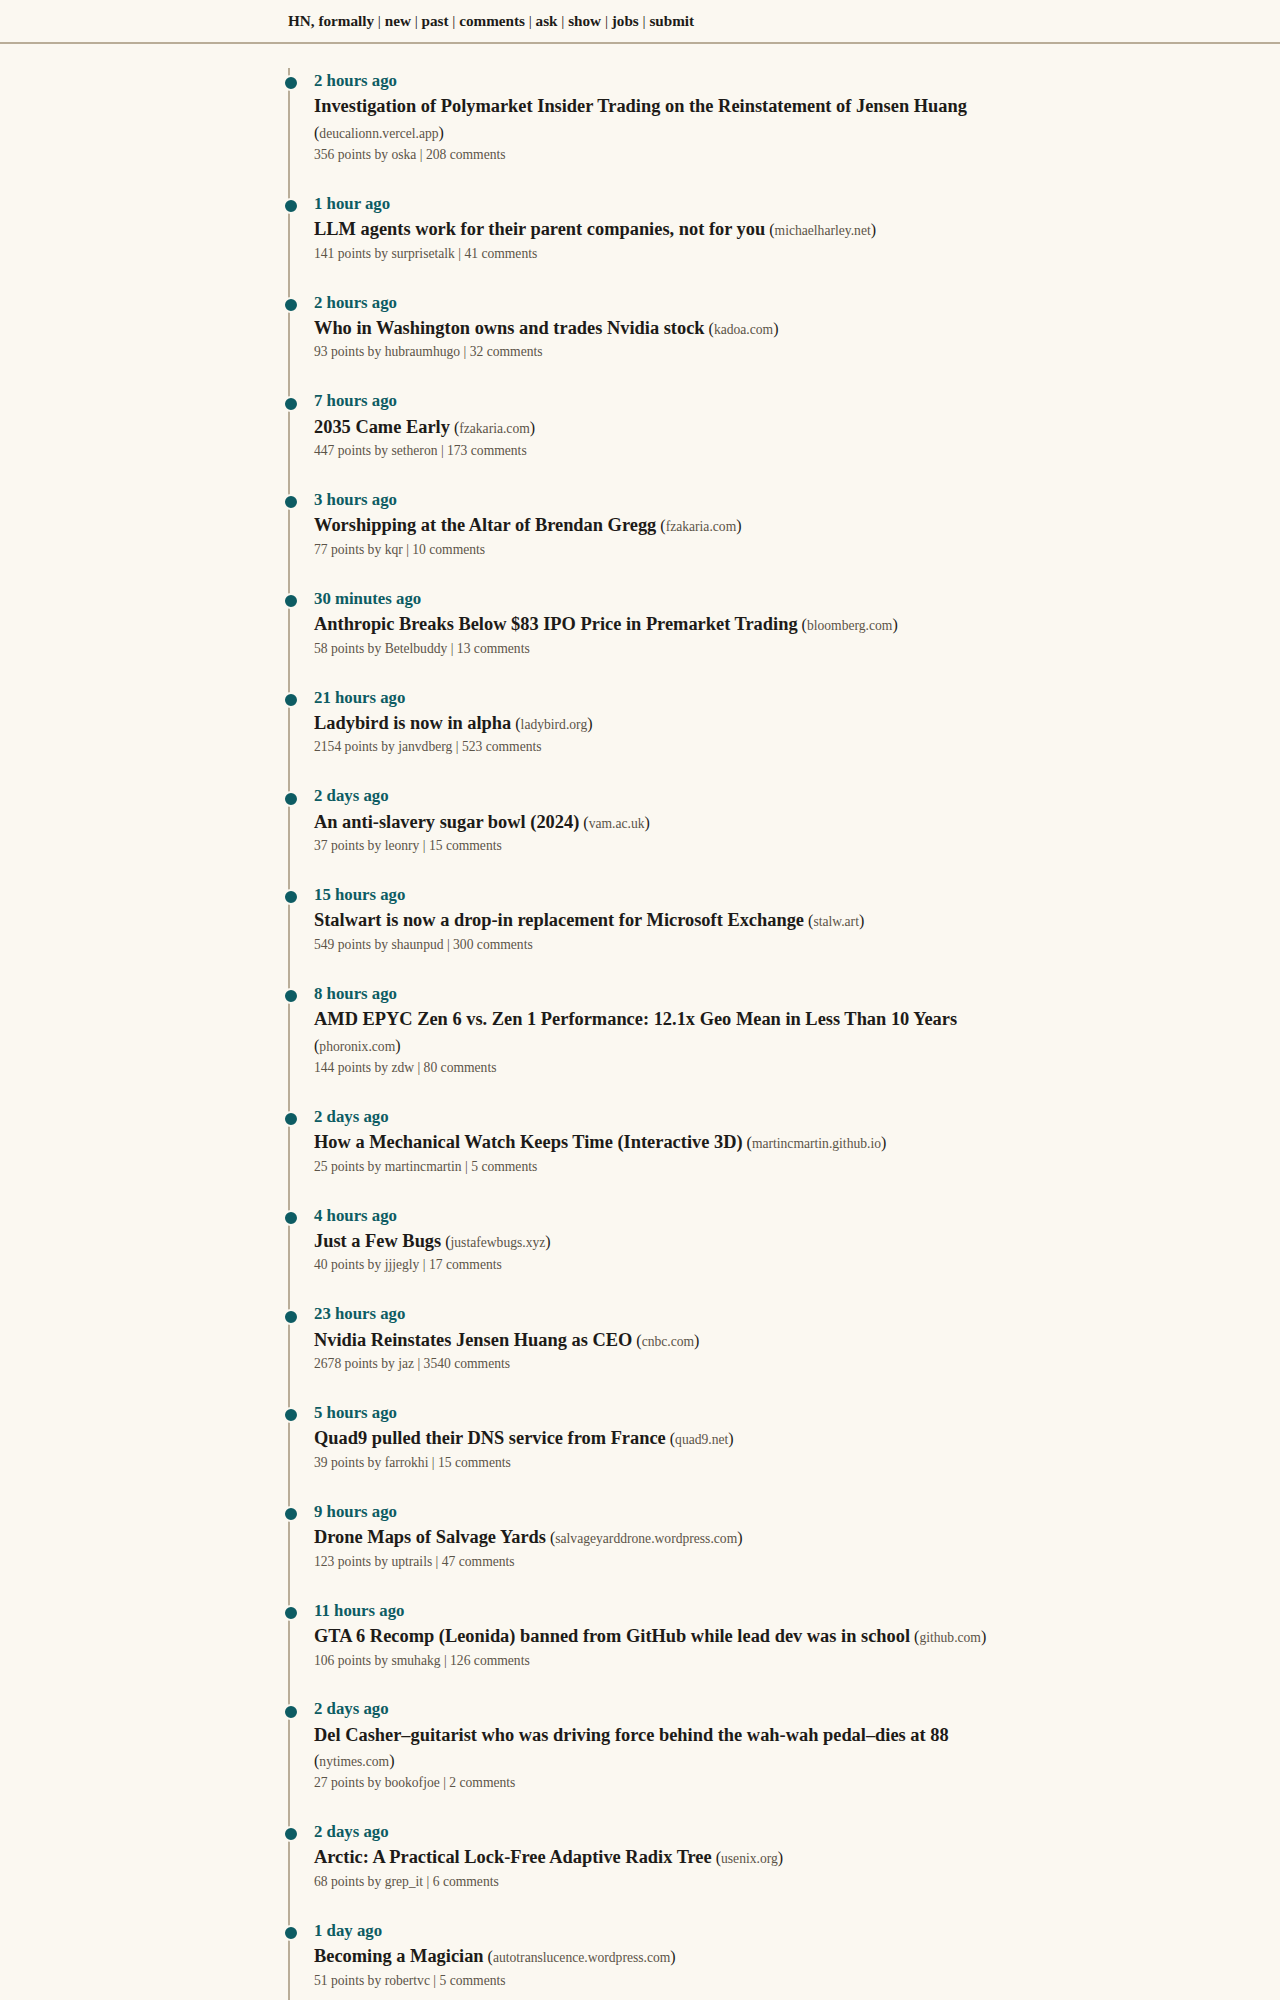 HN, formally | new | past | comments | ask | show | jobs | submit
2 hours ago
Investigation of Polymarket Insider Trading on the Reinstatement of Jensen Huang
(deucalionn.vercel.app)
356 points by oska | 208 comments
1 hour ago
LLM agents work for their parent companies, not for you (michaelharley.net)
141 points by surprisetalk | 41 comments
2 hours ago
Who in Washington owns and trades Nvidia stock (kadoa.com)
93 points by hubraumhugo | 32 comments
7 hours ago
2035 Came Early (fzakaria.com)
447 points by setheron | 173 comments
3 hours ago
Worshipping at the Altar of Brendan Gregg (fzakaria.com)
77 points by kqr | 10 comments
30 minutes ago
Anthropic Breaks Below $83 IPO Price in Premarket Trading (bloomberg.com)
58 points by Betelbuddy | 13 comments
21 hours ago
Ladybird is now in alpha (ladybird.org)
2154 points by janvdberg | 523 comments
2 days ago
An anti-slavery sugar bowl (2024) (vam.ac.uk)
37 points by leonry | 15 comments
15 hours ago
Stalwart is now a drop-in replacement for Microsoft Exchange (stalw.art)
549 points by shaunpud | 300 comments
8 hours ago
AMD EPYC Zen 6 vs. Zen 1 Performance: 12.1x Geo Mean in Less Than 10 Years
(phoronix.com)
144 points by zdw | 80 comments
2 days ago
How a Mechanical Watch Keeps Time (Interactive 3D) (martincmartin.github.io)
25 points by martincmartin | 5 comments
4 hours ago
Just a Few Bugs (justafewbugs.xyz)
40 points by jjjegly | 17 comments
23 hours ago
Nvidia Reinstates Jensen Huang as CEO (cnbc.com)
2678 points by jaz | 3540 comments
5 hours ago
Quad9 pulled their DNS service from France (quad9.net)
39 points by farrokhi | 15 comments
9 hours ago
Drone Maps of Salvage Yards (salvageyarddrone.wordpress.com)
123 points by uptrails | 47 comments
11 hours ago
GTA 6 Recomp (Leonida) banned from GitHub while lead dev was in school (github.com)
106 points by smuhakg | 126 comments
2 days ago
Del Casher–guitarist who was driving force behind the wah-wah pedal–dies at 88
(nytimes.com)
27 points by bookofjoe | 2 comments
2 days ago
Arctic: A Practical Lock-Free Adaptive Radix Tree (usenix.org)
68 points by grep_it | 6 comments
1 day ago
Becoming a Magician (autotranslucence.wordpress.com)
51 points by robertvc | 5 comments